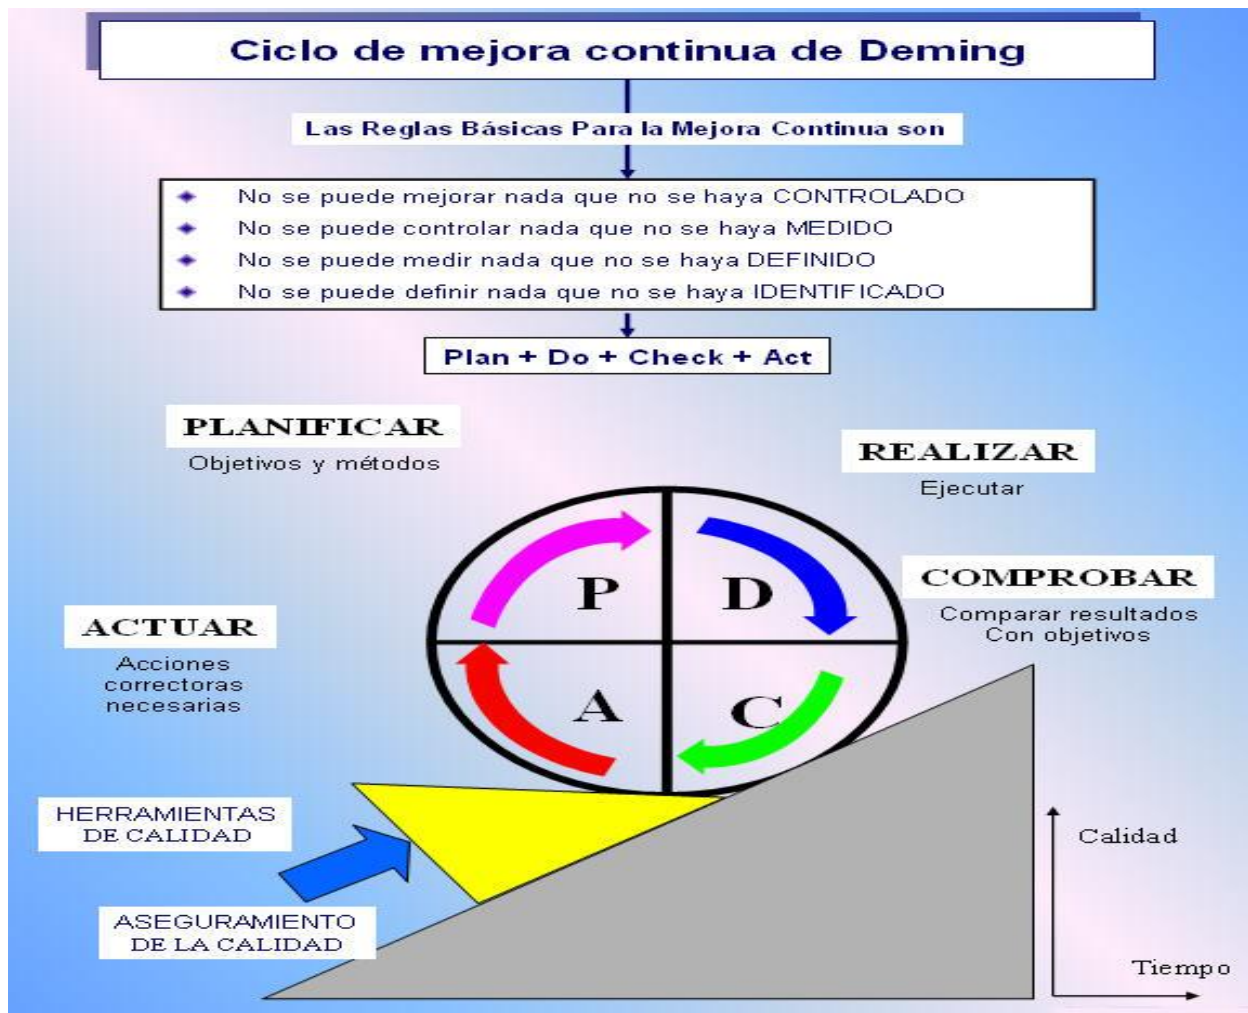 Ciclo de mejora continua de Deming
Las Reglas Básicas Para la Mejora Continua son
No se puede mejorar nada que no se haya CONTROLADO
No se puede controlar nada que no se haya MEDIDO
No se puede medir nada que no se haya DEFINIDO
No se puede definir nada que no se haya IDENTIFICADO
Plan + Do + Check + Act
PLANIFICAR
Objetivos y métodos
REALIZAR
Ejecutar
P
D
COMPROBAR
Comparar resultados
Con objetivos
ACTUAR
Acciones
correctoras
necesarias
A
C
HERRAMIENTAS
DE CALIDAD
ASEGURAMIENTO
DE LA CALIDAD
Calidad
Tiempo